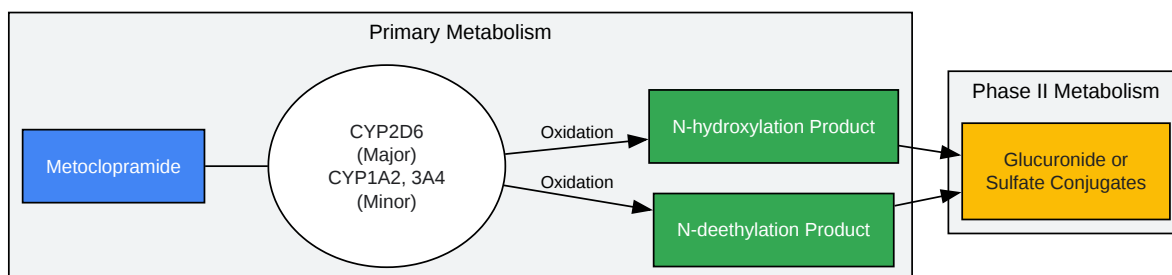 Primary Metabolism
Metoclopramide
CYP2D6
(Major)
CYP1A2, 3A4
(Minor)
Oxidation
Oxidation
N-hydroxylation Product
N-deethylation Product
Phase II Metabolism
Glucuronide or
Sulfate Conjugates